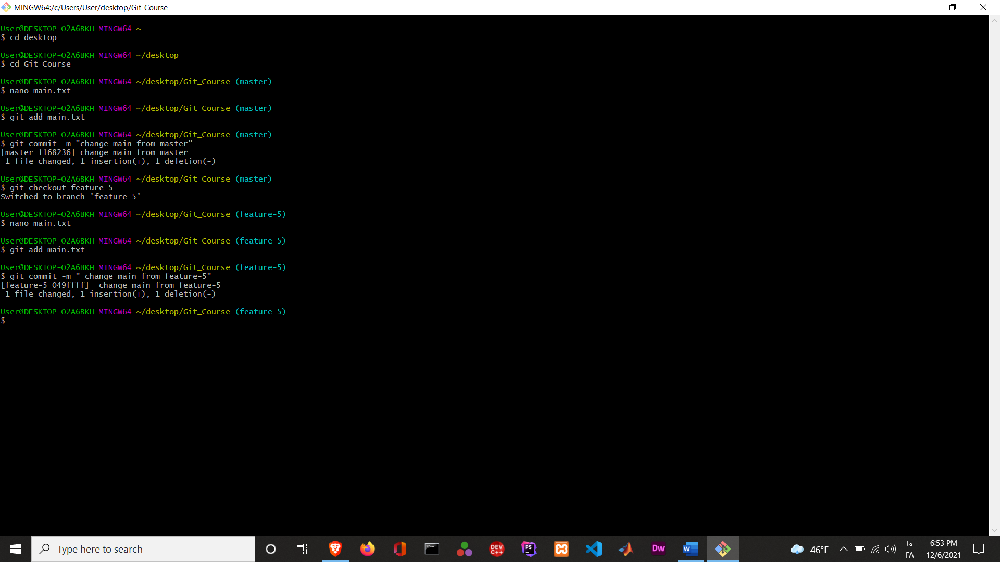 MINGW64:/c/Users/User/desktop/Git_Course
User@DESKTOP-O2A6BKH MINGW64 ~
$ cd desktop
User@DESKTOP-O2A6BKH MINGW64 ~/desktop
$ cd Git_Course
User@DESKTOP-O2A6BKH MINGW64 ~/desktop/Git_Course (master)
$ nano main.txt
User@DESKTOP-O2A6BKH MINGW64 ~/desktop/Git_Course (master)
$ git add main.txt
User@DESKTOP-O2A6BKH MINGW64 ~/desktop/Git_Course (master)
$ git commit -m "change main from master"
[master 1168236] change main from master
 1 file changed, 1 insertion(+), 1 deletion(-)
User@DESKTOP-O2A6BKH MINGW64 ~/desktop/Git_Course (master)
$ git checkout feature-5
Switched to branch 'feature-5'
User@DESKTOP-O2A6BKH MINGW64 ~/desktop/Git_Course (feature-5)
$ nano main.txt
User@DESKTOP-O2A6BKH MINGW64 ~/desktop/Git_Course (feature-5)
$ git add main.txt
User@DESKTOP-O2A6BKH MINGW64 ~/desktop/Git_Course (feature-5)
$ git commit -m " change main from feature-5"
[feature-5 049ffff]  change main from feature-5
 1 file changed, 1 insertion(+), 1 deletion(-)
User@DESKTOP-O2A6BKH MINGW64 ~/desktop/Git_Course (feature-5)
$
Type here to search
DEV C++
PS
Dw
W
46°F
فا
FA
6:53 PM
12/6/2021